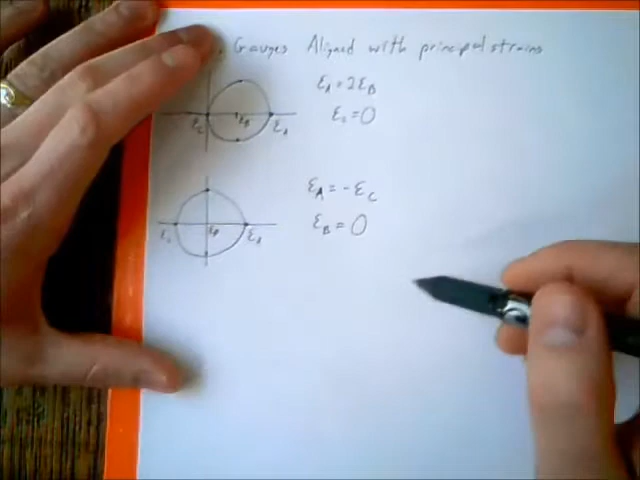 Gauges Aligned with principal strains
εA = 2εB
εC = 0
εC εB εA
εA = -εC
εB = 0
εC εB εA